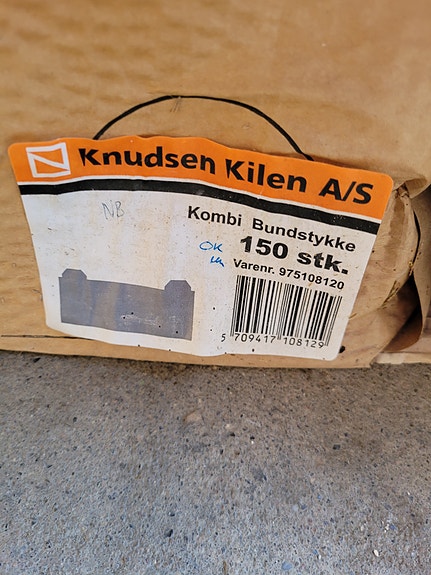 Knudsen Kilen A/S
NB
Kombi Bundstykke
OK
150 stk.
Varenr. 975108120
5 709417 108129